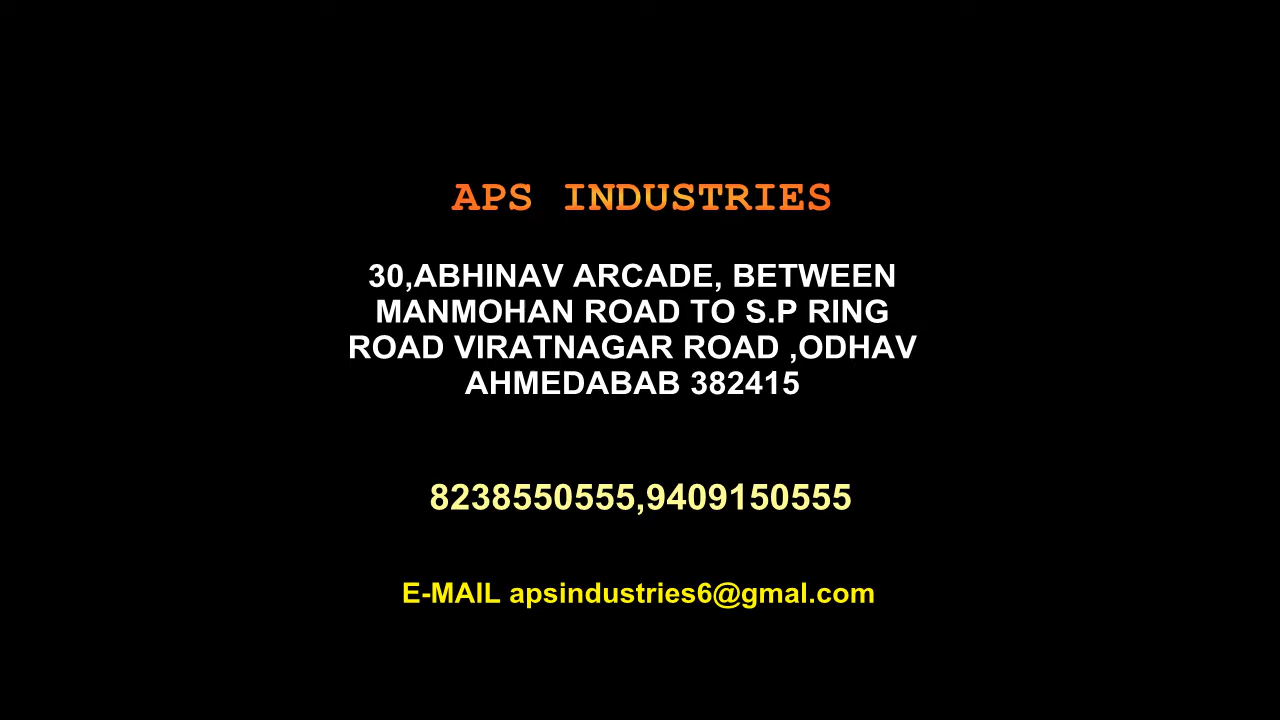 APS INDUSTRIES
30,ABHINAV ARCADE, BETWEEN
MANMOHAN ROAD TO S.P RING
ROAD VIRATNAGAR ROAD ,ODHAV
AHMEDABAB 382415
8238550555,9409150555
E-MAIL apsindustries6@gmal.com